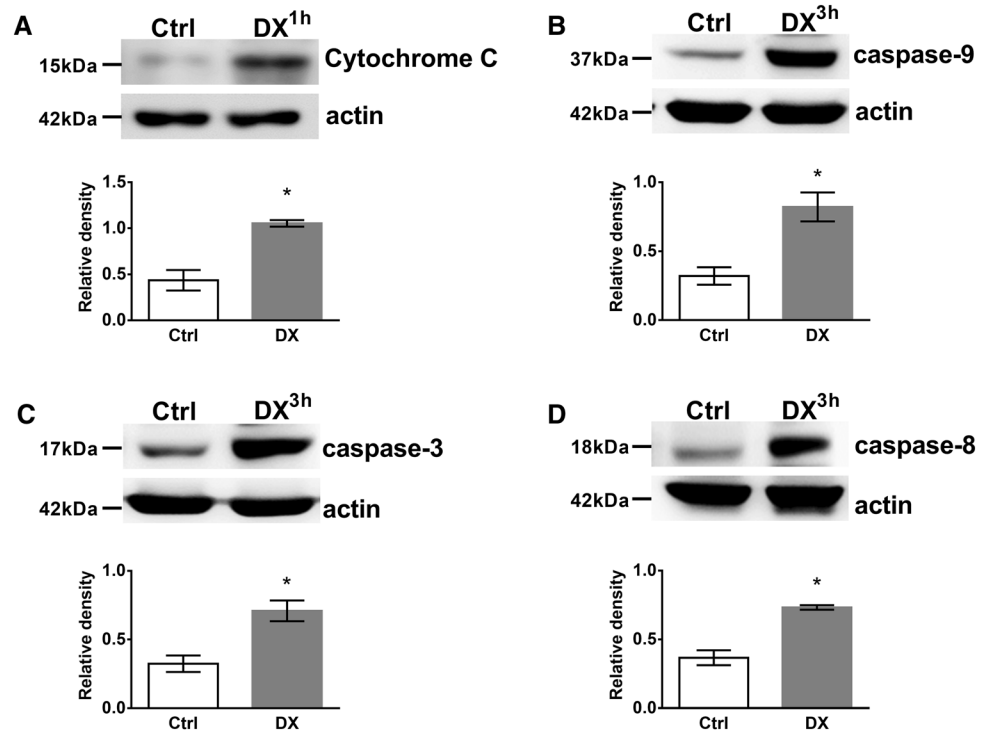 A
Ctrl DX1h
15kDa Cytochrome C
42kDa actin
Relative density
1.5
1.0
0.5
0.0
Ctrl DX
*
B
Ctrl DX3h
37kDa caspase-9
42kDa actin
Relative density
1.0
0.5
0.0
Ctrl DX
*
C
Ctrl DX3h
17kDa caspase-3
42kDa actin
Relative density
1.0
0.5
0.0
Ctrl DX
*
D
Ctrl DX3h
18kDa caspase-8
42kDa actin
Relative density
1.0
0.5
0.0
Ctrl DX
*